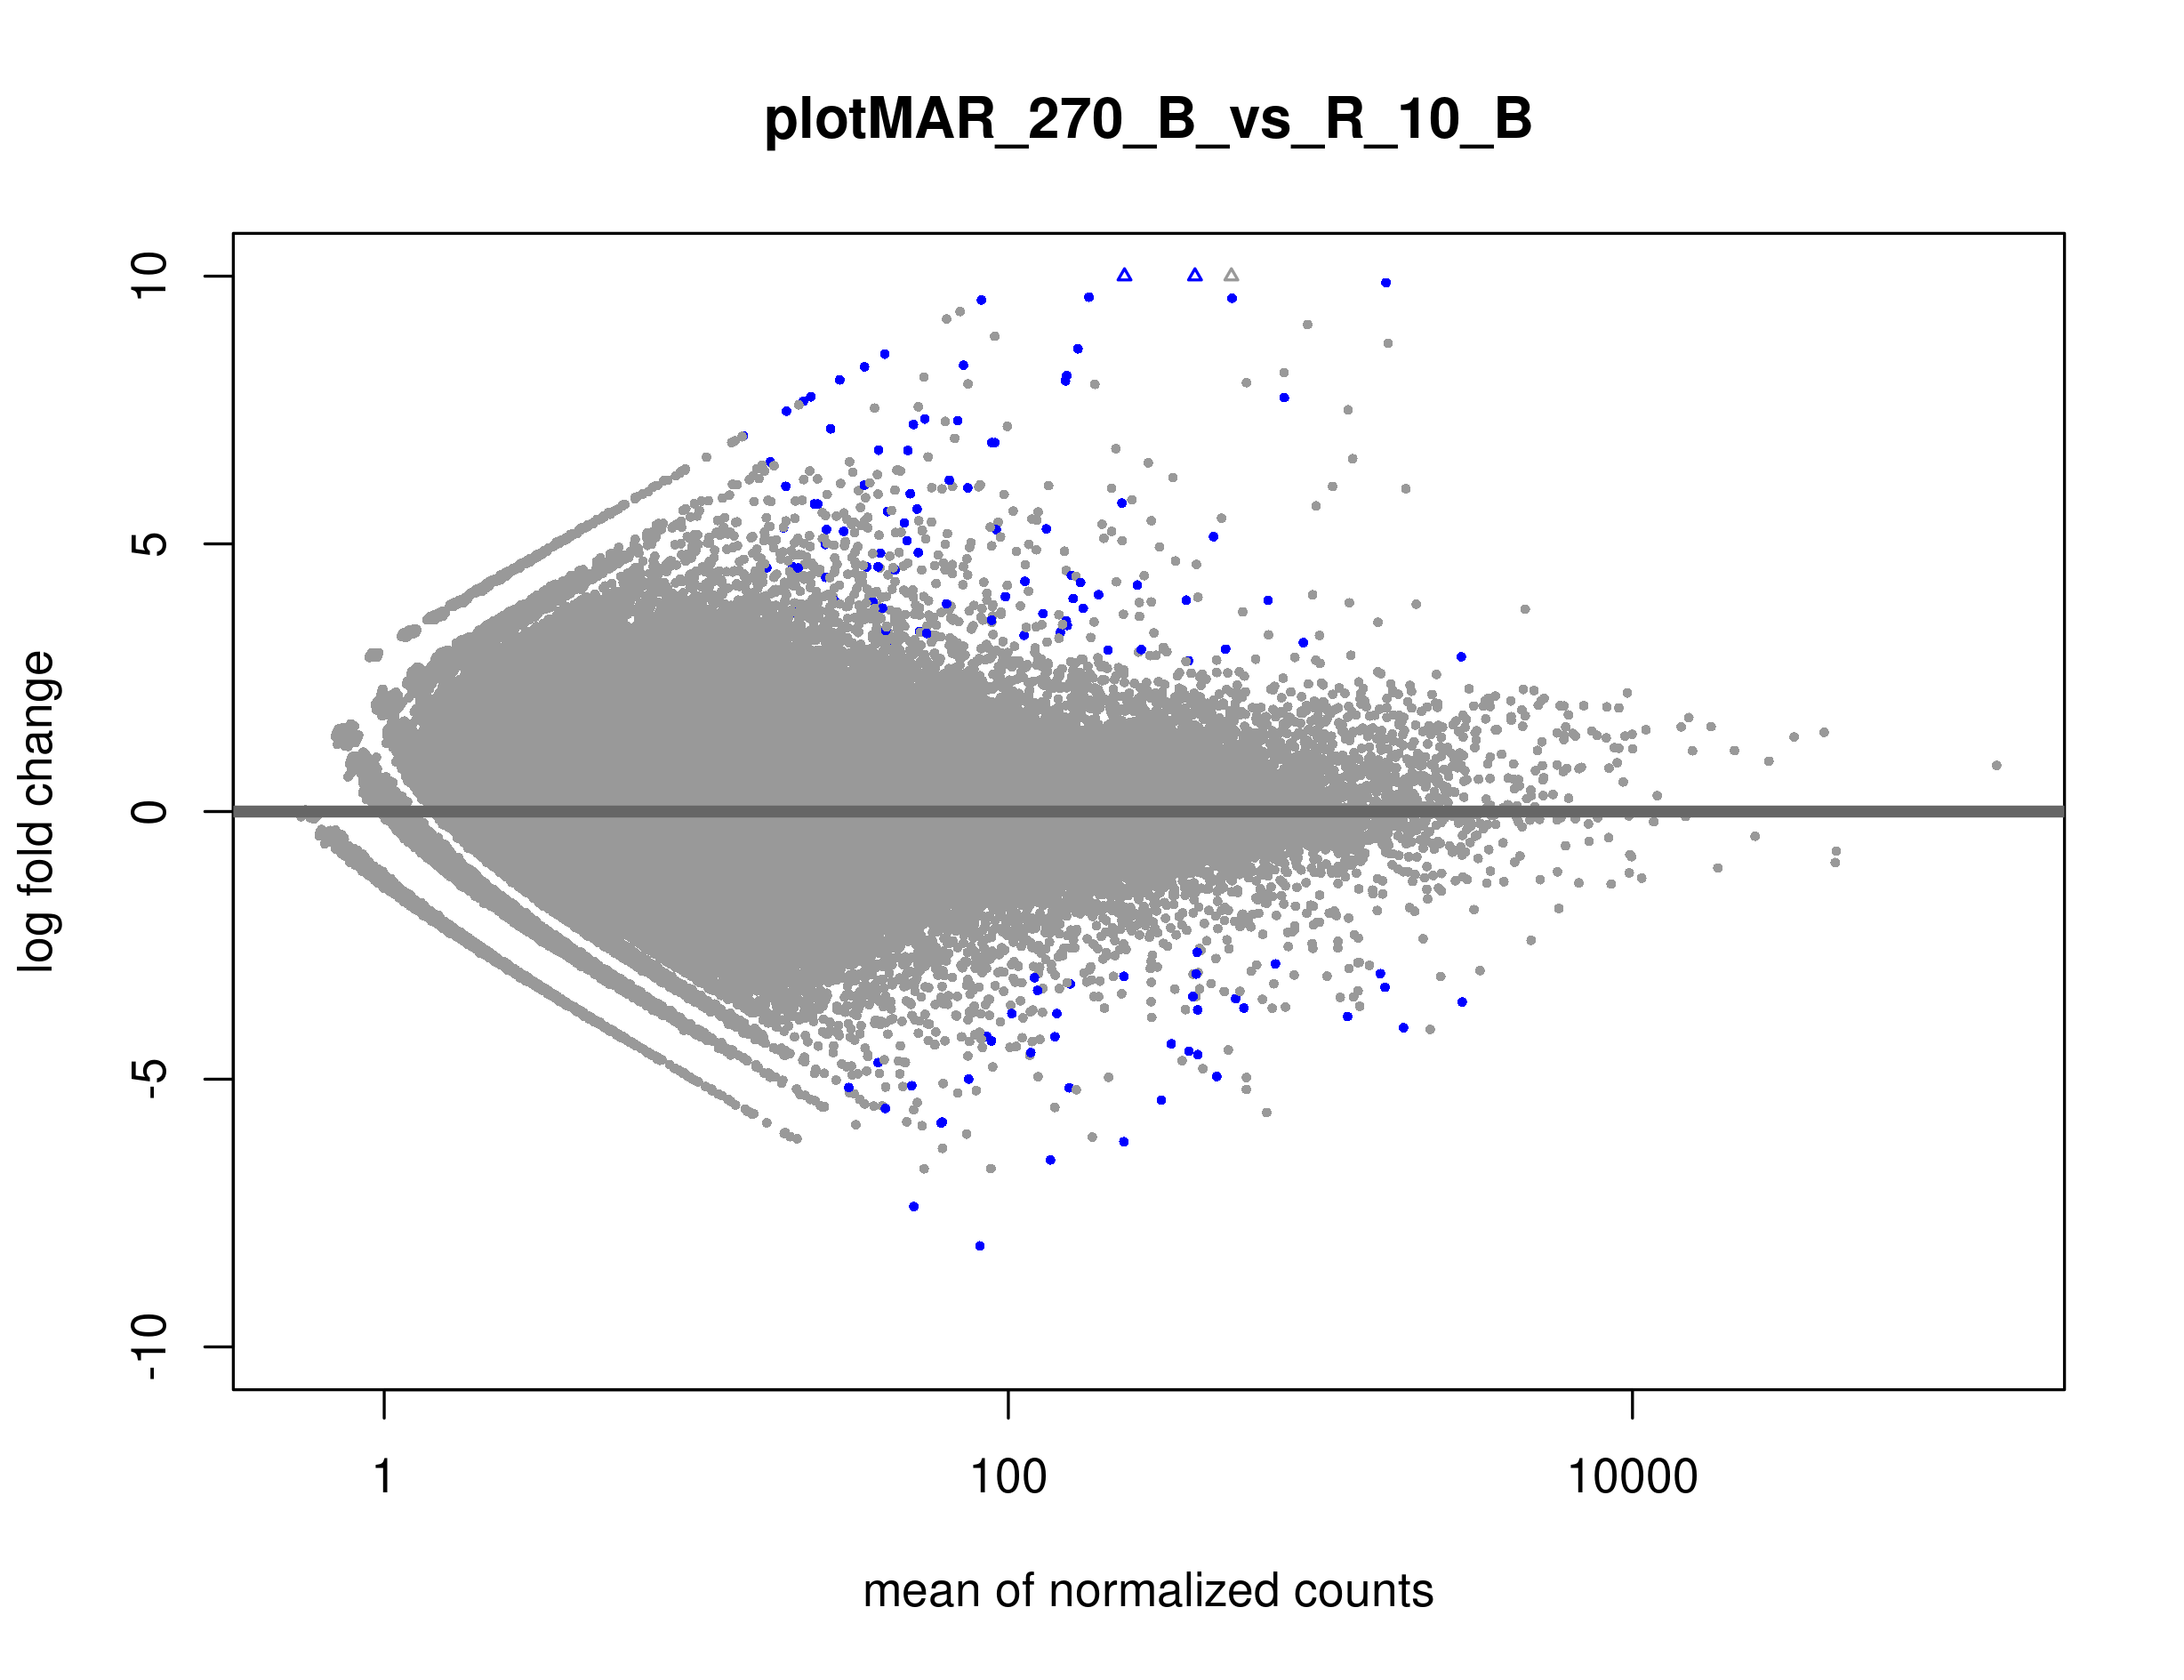 plotMAR_270_B_vs_R_10_B
10
5
0
-5
-10
log fold change
1
100
10000
mean of normalized counts